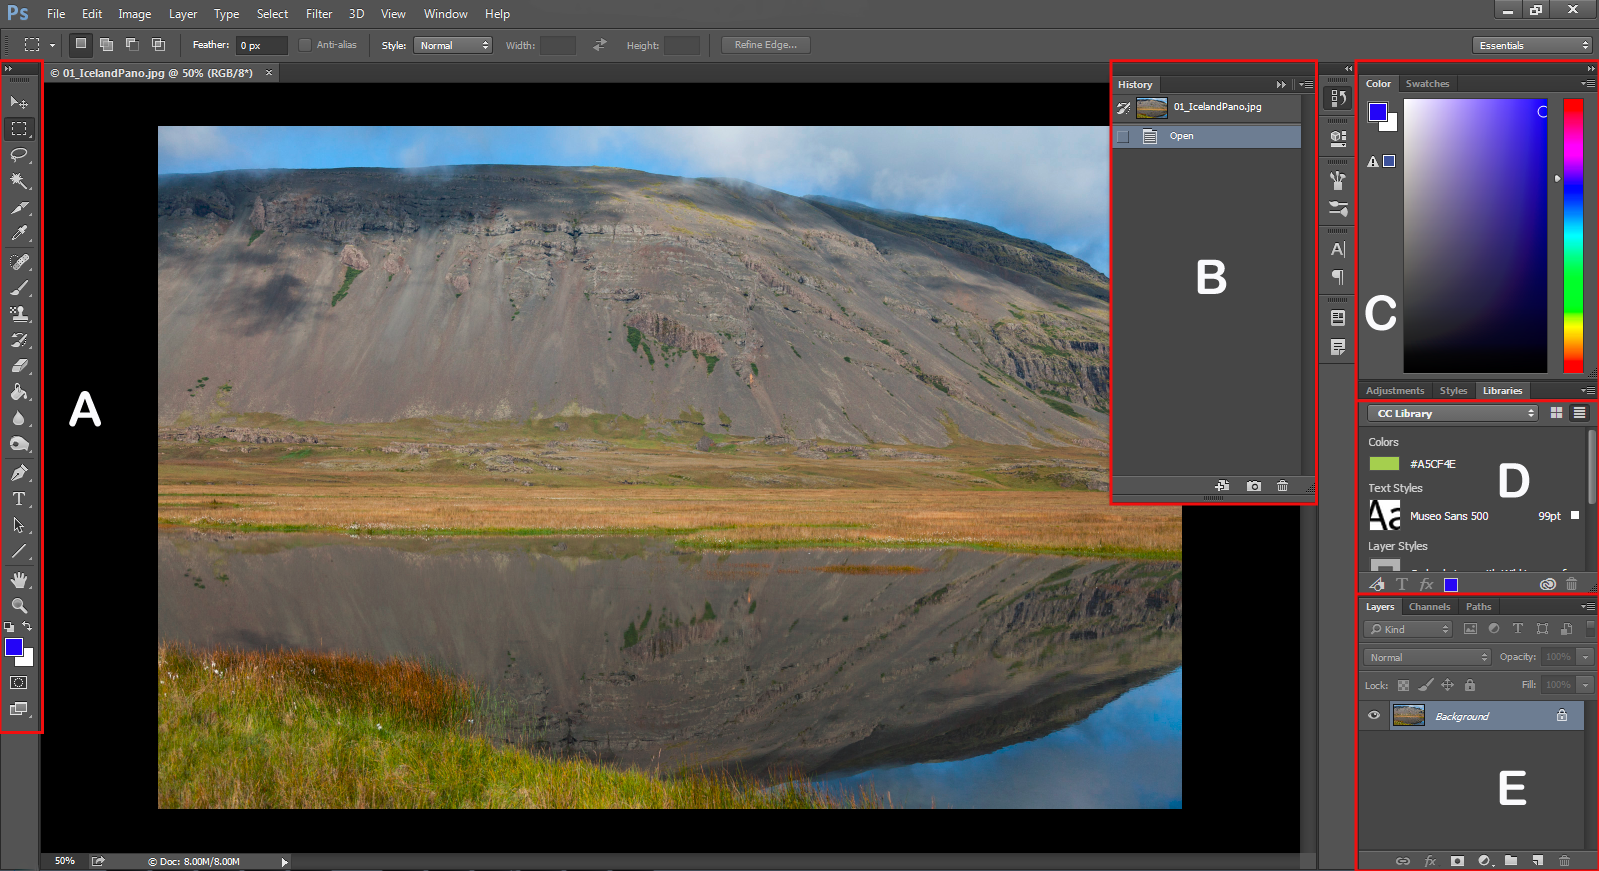 Ps File Edit Image Layer Type Select Filter 3D View Window Help
Feather: 0 px Anti-alias Style: Normal Width: Height: Refine Edge... Essentials
© 01_IcelandPano.jpg @ 50% (RGB/8*) ×
History
01_IcelandPano.jpg
Open
B
A
Color Swatches
C
Adjustments Styles Libraries
CC Library
Colors
#A5CF4E
D
Text Styles
Aa Museo Sans 500 99pt
Layer Styles
T fx
Layers Channels Paths
Kind T
Normal Opacity: 100%
Lock: Fill: 100%
Background
E
fx
50% © Doc: 8.00M/8.00M